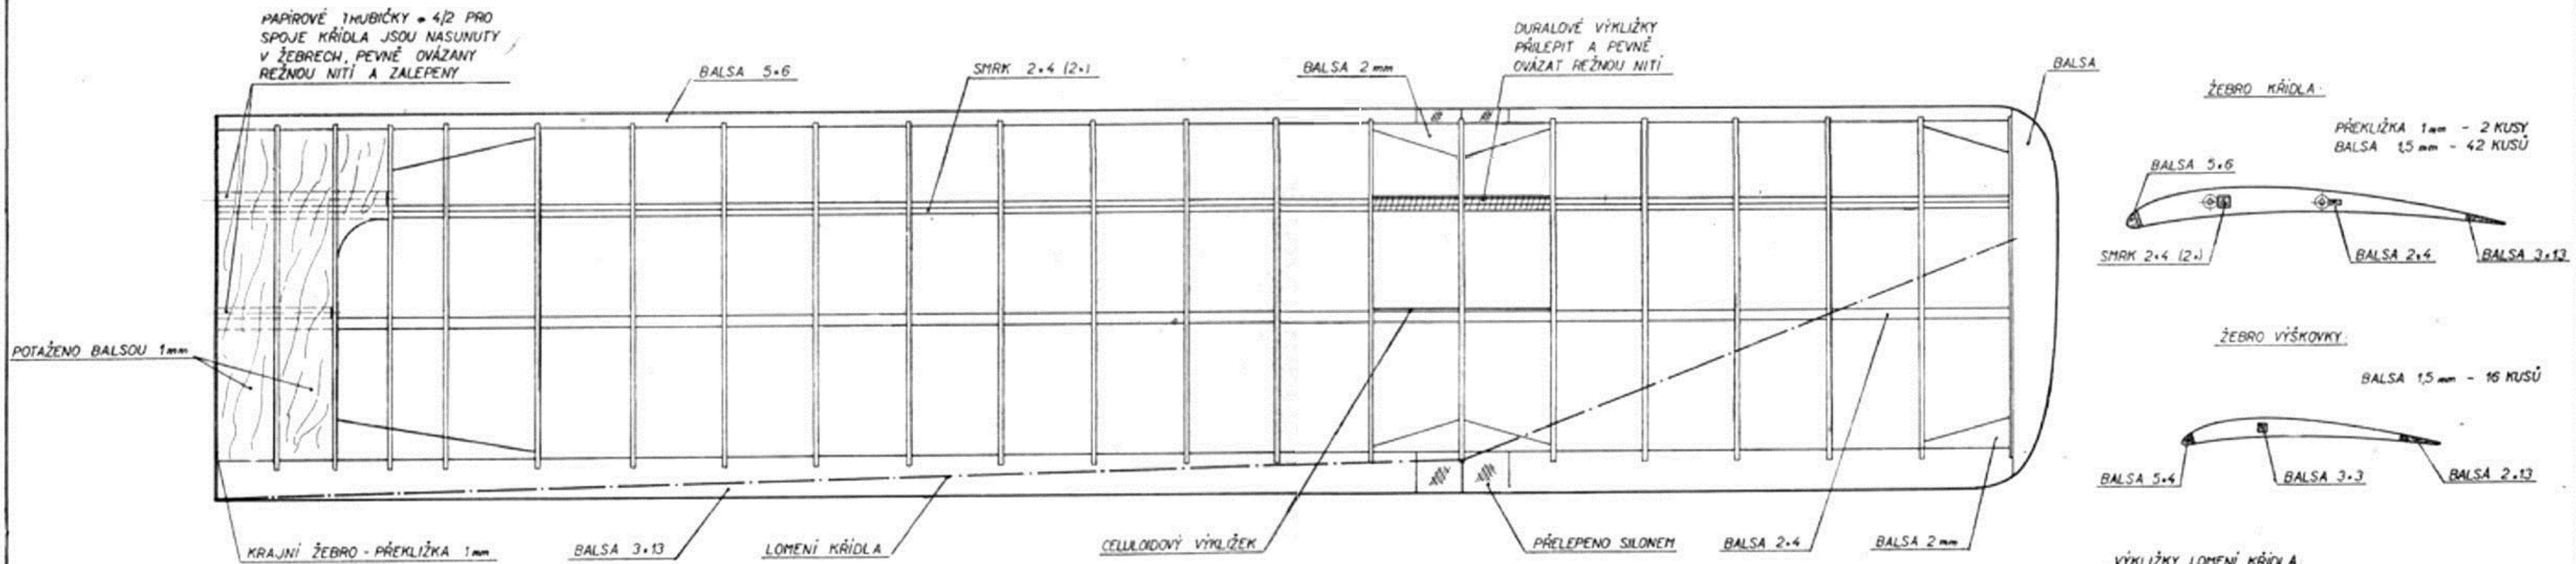 PAPÍROVÉ TRUBIČKY ⌀ 4/2 PRO
SPOJE KŘÍDLA JSOU NASUNUTY
V ŽEBRECH, PEVNĚ OVÁZANY
REŽNOU NITÍ A ZALEPENY
BALSA 5×6
SMRK 2×4 (2×)
BALSA 2 mm
DURALOVÉ VÝKLIŽKY
PŘILEPIT A PEVNĚ
OVÁZAT REŽNOU NITÍ
BALSA
ŽEBRO KŘÍDLA:
PŘEKLIŽKA 1 mm - 2 KUSY
BALSA 1,5 mm - 42 KUSŮ
BALSA 5×6
SMRK 2×4 (2×)
BALSA 2×4
BALSA 3×13
POTAŽENO BALSOU 1 mm
ŽEBRO VÝŠKOVKY:
BALSA 1,5 mm - 16 KUSŮ
BALSA 5×4
BALSA 3×3
BALSA 2×13
KRAJNÍ ŽEBRO - PŘEKLIŽKA 1 mm
BALSA 3×13
LOMENÍ KŘÍDLA
CELULOIDOVÝ VÝKLIŽEK
PŘELEPENO SILONEM
BALSA 2×4
BALSA 2 mm
VÝKLIŽKY LOMENÍ KŘÍDLA